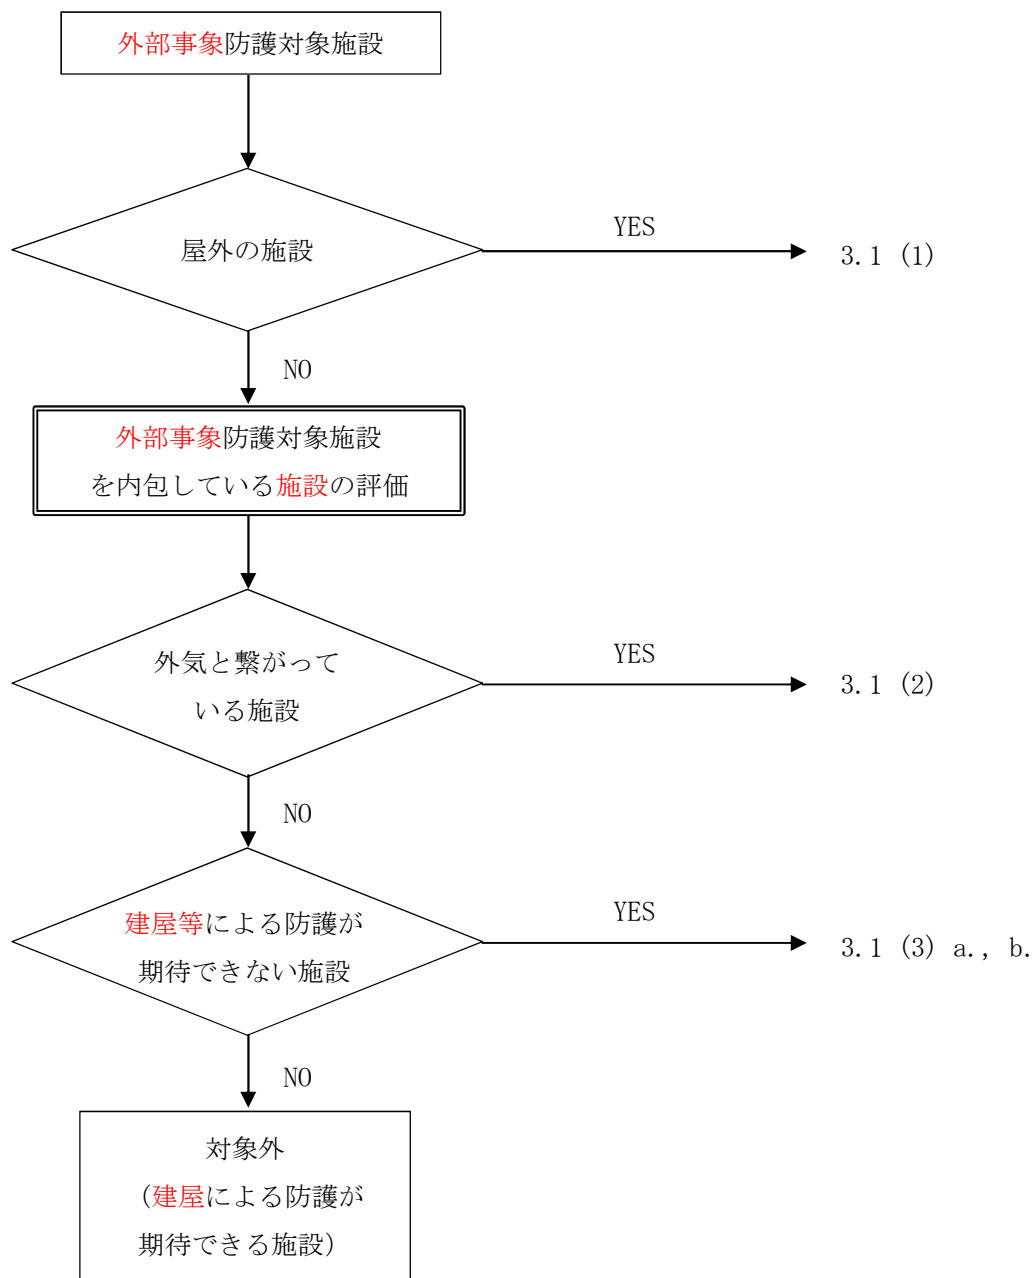 外部事象防護対象施設
屋外の施設
YES
3.1 (1)
NO
外部事象防護対象施設
を内包している施設の評価
外気と繋がって
いる施設
YES
3.1 (2)
NO
建屋等による防護が
期待できない施設
YES
3.1 (3) a., b.
NO
対象外
（建屋による防護が
期待できる施設）